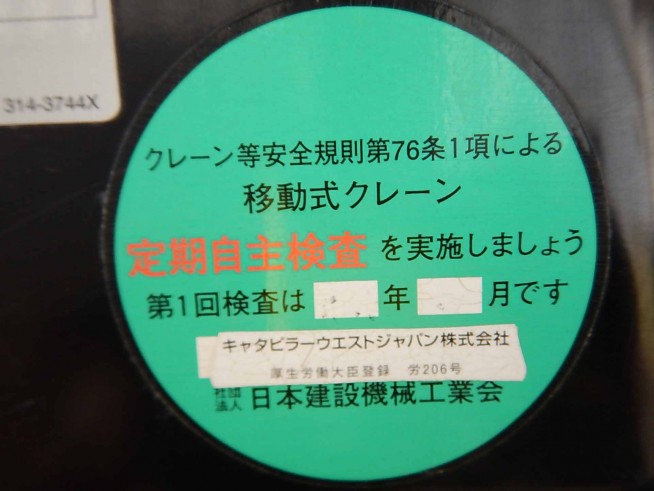 314-3744X
クレーン等安全規則第76条1項による
移動式クレーン
定期自主検査を実施しましょう
第1回検査は 年 月です
キャタピラーウエストジャパン株式会社
厚生労働大臣登録 労206号
社団法人 日本建設機械工業会